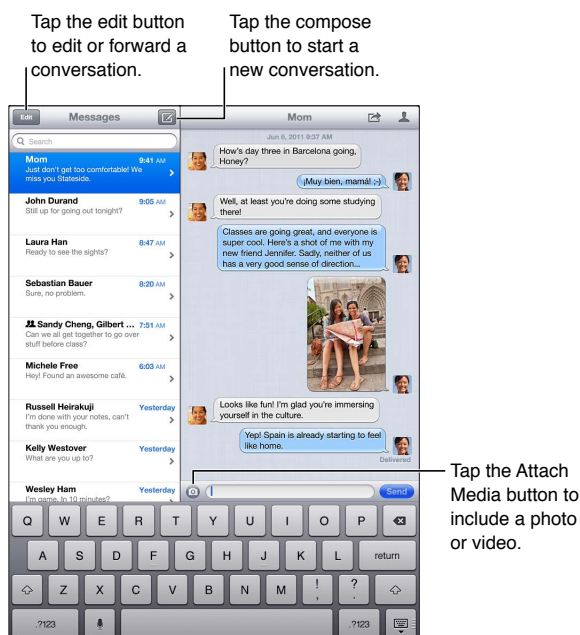 Tap the edit button
to edit or forward a
conversation.
Tap the compose
button to start a
new conversation.
Edit
Messages
Mom
Search
Mom 9:41 AM
Just don't get too comfortable! We
miss you Stateside.
John Durand 9:05 AM
Still up for going out tonight?
Laura Han 8:47 AM
Ready to see the sights?
Sebastian Bauer 8:20 AM
Sure, no problem.
Sandy Cheng, Gilbert ... 7:51 AM
Can we all get together to go over
stuff before class?
Michele Free 6:03 AM
Hey! Found an awesome café.
Russell Heirakuji Yesterday
I'm done with your notes, can't
thank you enough.
Kelly Westover Yesterday
What are you up to?
Wesley Ham Yesterday
I'm game. In 10 minutes?
Jun 6, 2011 9:37 AM
How's day three in Barcelona going,
Honey?
¡Muy bien, mamá! ;-)
Well, at least you're doing some studying
there!
Classes are going great, and everyone is
super cool. Here's a shot of me with my
new friend Jennifer. Sadly, neither of us
has a very good sense of direction...
Looks like fun! I'm glad you're immersing
yourself in the culture.
Yep! Spain is already starting to feel
like home.
Delivered
Send
Tap the Attach
Media button to
include a photo
or video.
Q W E R T Y U I O P
A S D F G H J K L return
Z X C V B N M ! , ? .
.?123 .?123